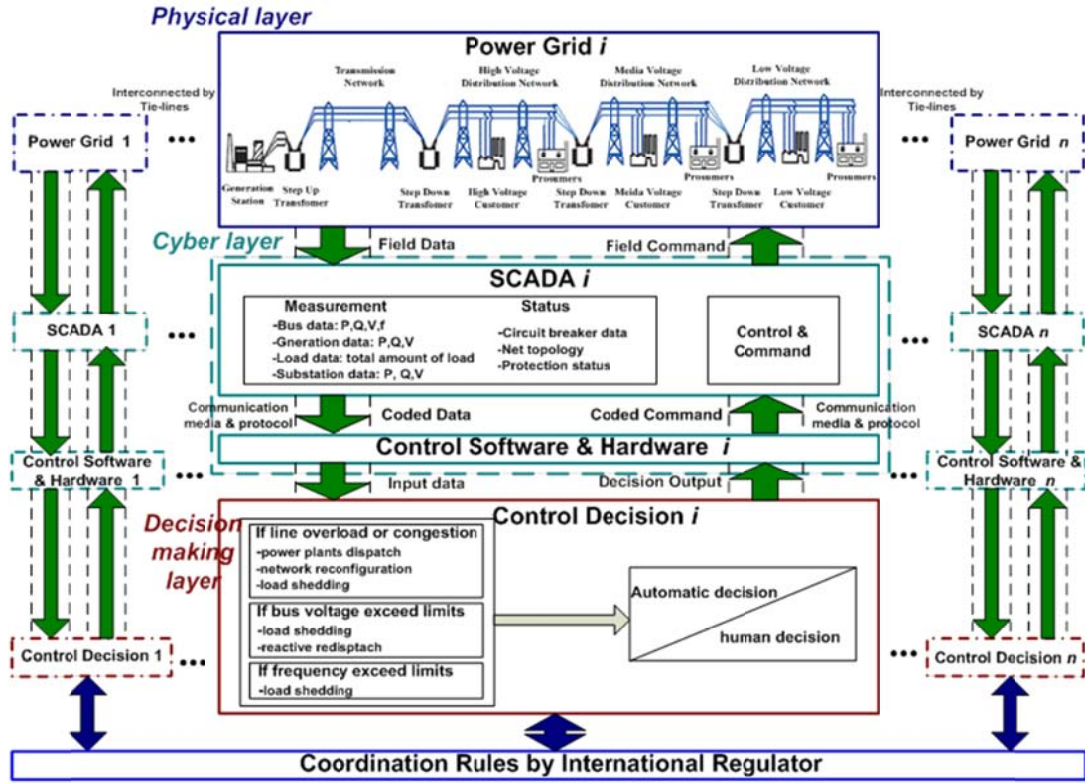 Physical layer
Power Grid i
Transmission
Network
High Voltage
Distribution Network
Media Voltage
Distribution Network
Low Voltage
Distribution Network
Interconnected by
Tie-lines
Interconnected by
Tie-lines
Power Grid 1
•••
•••
Power Grid n
Generation
Station
Step Up
Transfomer
Step Down
Transfomer
High Voltage
Customer
Prosumers
Step Down
Transfomer
Meida Voltage
Customer
Prosumers
Step Down
Transfomer
Low Voltage
Customer
Prosumers
Cyber layer
Field Data
Field Command
SCADA i
Measurement
-Bus data: P,Q,V,f
-Gneration data: P,Q,V
-Load data: total amount of load
-Substation data: P, Q,V
Status
-Circuit breaker data
-Net topology
-Protection status
Control &
Command
SCADA 1
•••
•••
SCADA n
Communication
media & protocol
Coded Data
Coded Command
Communication
media & protocol
Control Software & Hardware i
Control Software
& Hardware 1
•••
•••
Control Software &
Hardware n
Input data
Decision Output
Decision
making
layer
Control Decision i
If line overload or congestion
-power plants dispatch
-network reconfiguration
-load shedding
If bus voltage exceed limits
-load shedding
-reactive redisptach
If frequency exceed limits
-load shedding
Automatic decision
human decision
Control Decision 1
•••
•••
Control Decision n
Coordination Rules by International Regulator